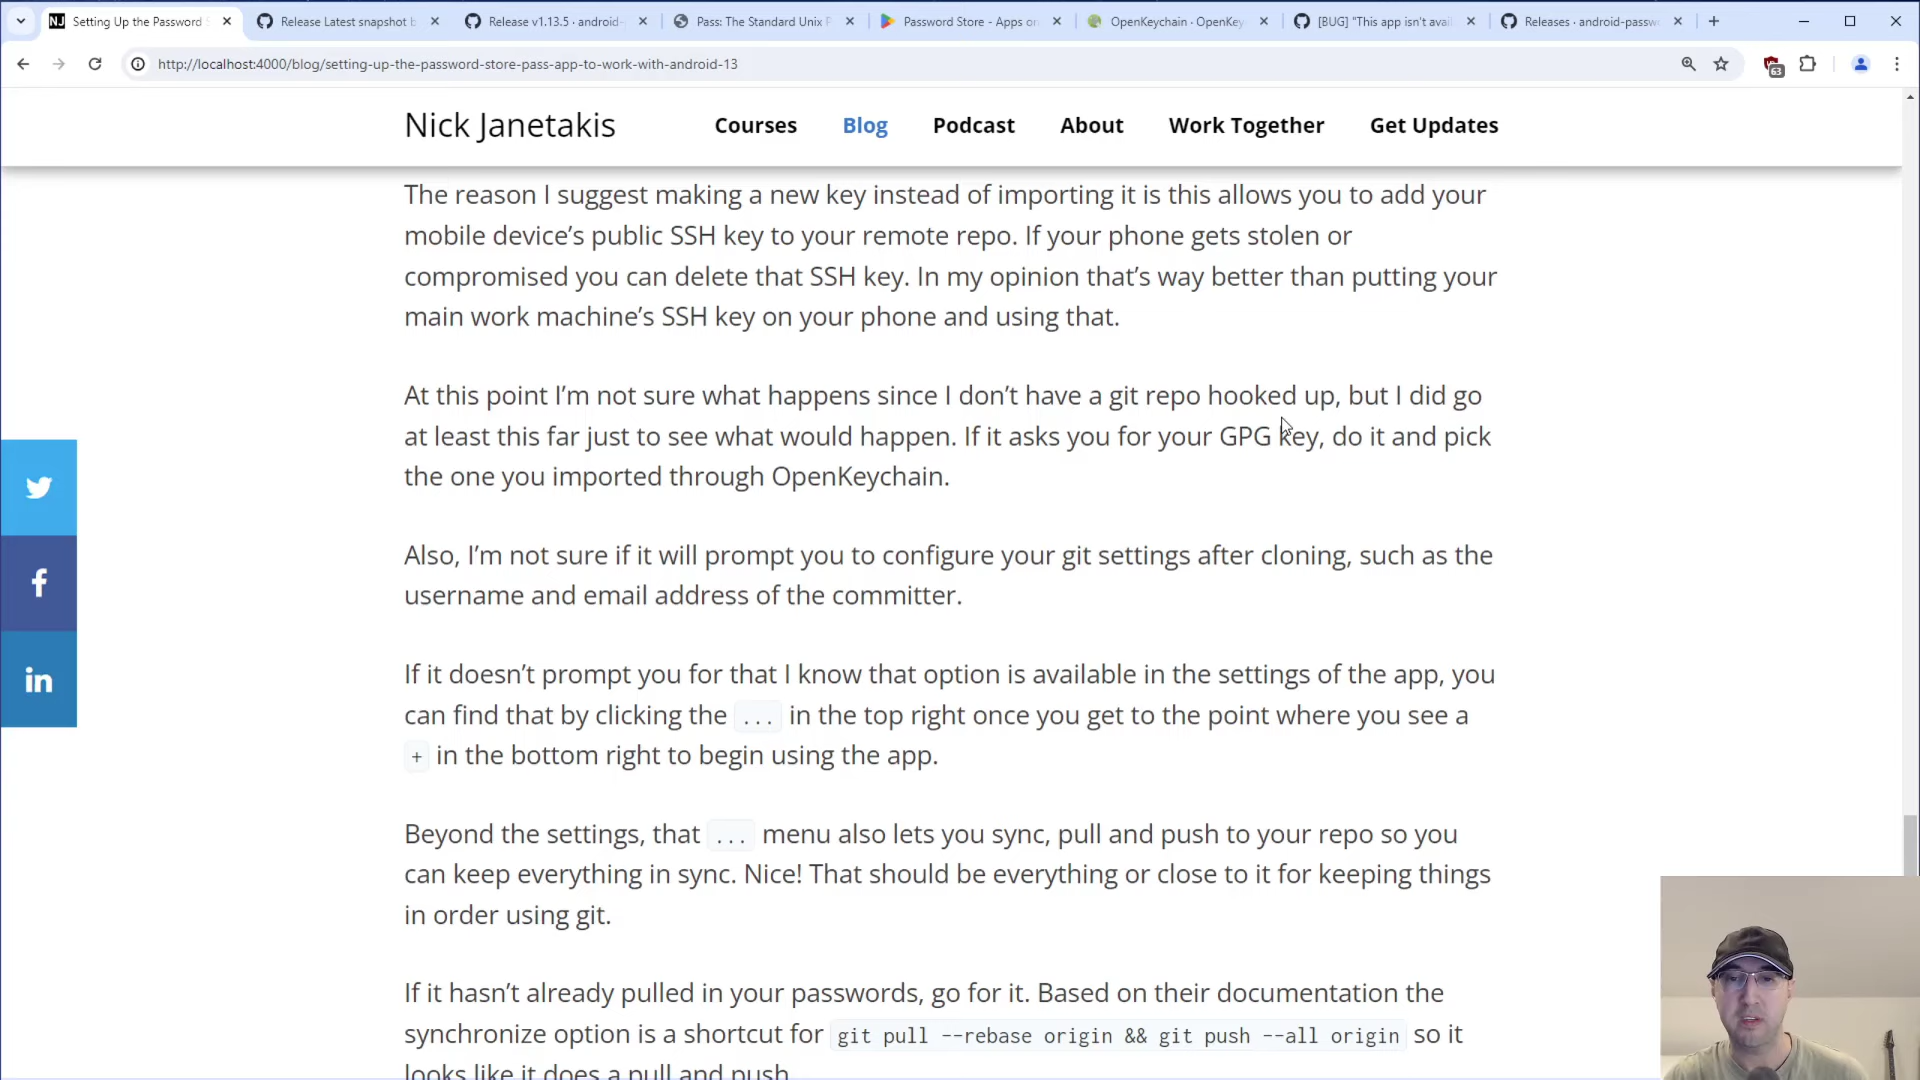 Setting Up the Password S
Release Latest snapshot b
Release v1.13.5 · android-
Pass: The Standard Unix P
Password Store - Apps on
OpenKeychain · OpenKey
[BUG] "This app isn't avai
Releases · android-passw
http://localhost:4000/blog/setting-up-the-password-store-pass-app-to-work-with-android-13
63
Nick Janetakis
Courses
Blog
Podcast
About
Work Together
Get Updates
The reason I suggest making a new key instead of importing it is this allows you to add your
mobile device's public SSH key to your remote repo. If your phone gets stolen or
compromised you can delete that SSH key. In my opinion that's way better than putting your
main work machine's SSH key on your phone and using that.
At this point I'm not sure what happens since I don't have a git repo hooked up, but I did go
at least this far just to see what would happen. If it asks you for your GPG key, do it and pick
the one you imported through OpenKeychain.
Also, I'm not sure if it will prompt you to configure your git settings after cloning, such as the
username and email address of the committer.
If it doesn't prompt you for that I know that option is available in the settings of the app, you
can find that by clicking the ... in the top right once you get to the point where you see a
+ in the bottom right to begin using the app.
Beyond the settings, that ... menu also lets you sync, pull and push to your repo so you
can keep everything in sync. Nice! That should be everything or close to it for keeping things
in order using git.
If it hasn't already pulled in your passwords, go for it. Based on their documentation the
synchronize option is a shortcut for git pull --rebase origin && git push --all origin so it
looks like it does a pull and push.